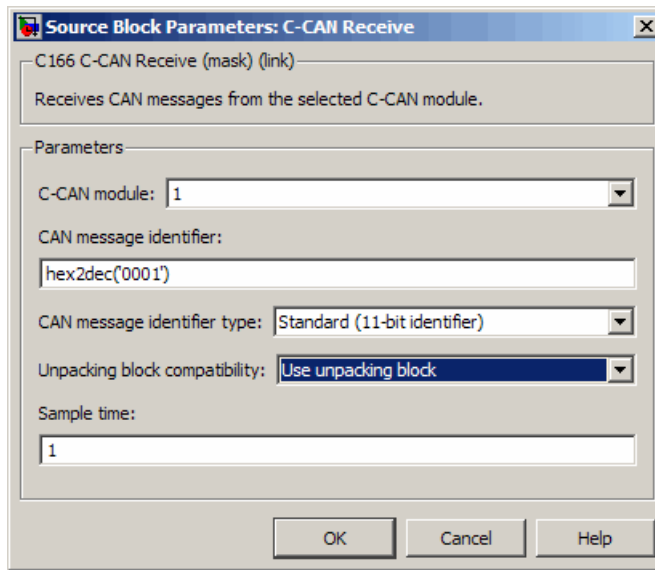 Source Block Parameters: C-CAN Receive
C166 C-CAN Receive (mask) (link)
Receives CAN messages from the selected C-CAN module.
Parameters
C-CAN module: 1
CAN message identifier:
hex2dec('0001')
CAN message identifier type: Standard (11-bit identifier)
Unpacking block compatibility: Use unpacking block
Sample time:
1
OK Cancel Help